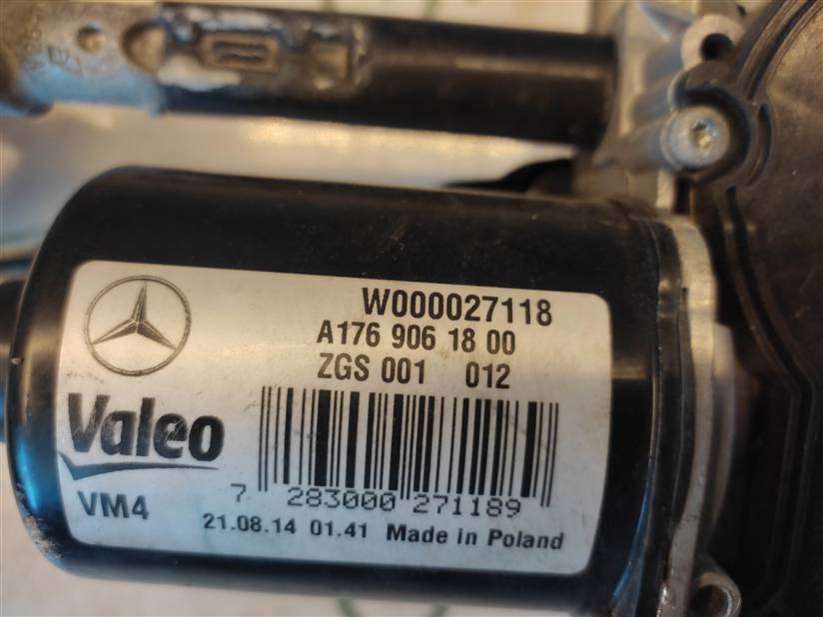 W000027118
A176 906 18 00
ZGS 001 012
Valeo
VM4
7 283000 271189
21.08.14 01.41 Made in Poland